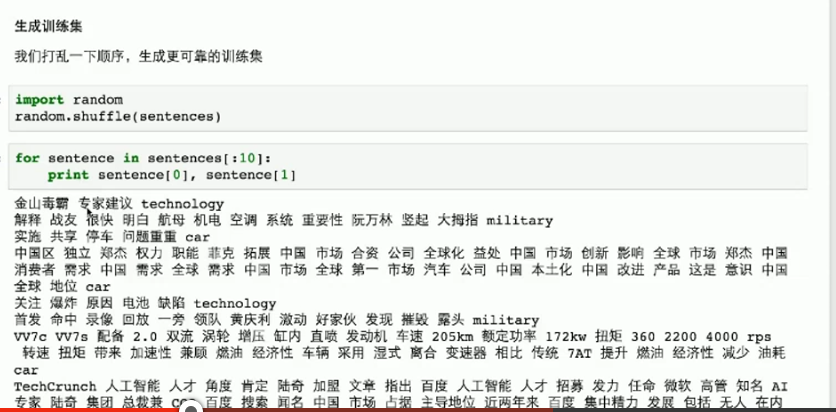 生成训练集
我们打乱一下顺序，生成更可靠的训练集
import random
random.shuffle(sentences)
for sentence in sentences[:10]:
print sentence[0], sentence[1]
金山毒霸 专家建议 technology
解释 战友 很快 明白 航母 机电 空调 系统 重要性 阮万林 竖起 大拇指 military
实施 共享 停车 问题重重 car
中国区 独立 郑杰 权力 职能 菲克 拓展 中国 市场 合资 公司 全球化 益处 中国 市场 创新 影响 全球 市场 郑杰 中国
消费者 需求 中国 需求 全球 需求 中国 市场 全球 第一 市场 汽车 公司 中国 本土化 中国 改进 产品 这是 意识 中国
全球 地位 car
关注 爆炸 原因 电池 缺陷 technology
首发 命中 录像 回放 一旁 领队 黄庆利 激动 好家伙 发现 摧毁 露头 military
VV7c VV7s 配备 2.0 双流 涡轮 增压 缸内 直喷 发动机 车速 205km 额定功率 172kw 扭矩 360 2200 4000 rps
转速 扭矩 带来 加速性 兼顾 燃油 经济性 车辆 采用 湿式 离合 变速器 相比 传统 7AT 提升 燃油 经济性 减少 油耗
car
TechCrunch 人工智能 人才 角度 肯定 陆奇 加盟 文章 指出 百度 人工智能 人才 招募 发力 任命 微软 高管 知名 AI
专家 陆奇 集团 总裁兼 百度 搜索 闻名 中国 市场 占据 主导地位 近两年来 百度 集中精力 发展 包括 无人 在内